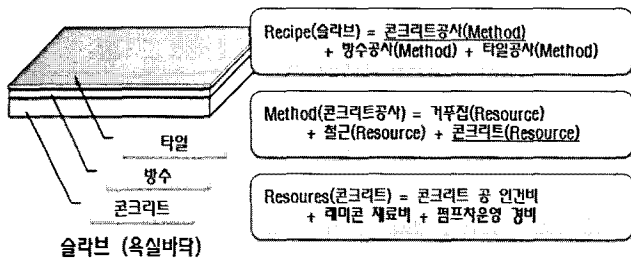 타일
방수
콘크리트
슬라브 (욕실바닥)
Recipe(슬라브) = 콘크리트공사(Method)
+ 방수공사(Method) + 타일공사(Method)
Method(콘크리트공사) = 거푸집(Resource)
+ 철근(Resource) + 콘크리트(Resource)
Resoures(콘크리트) = 콘크리트 공 인건비
+ 레미콘 재료비 + 펌프차운영 경비